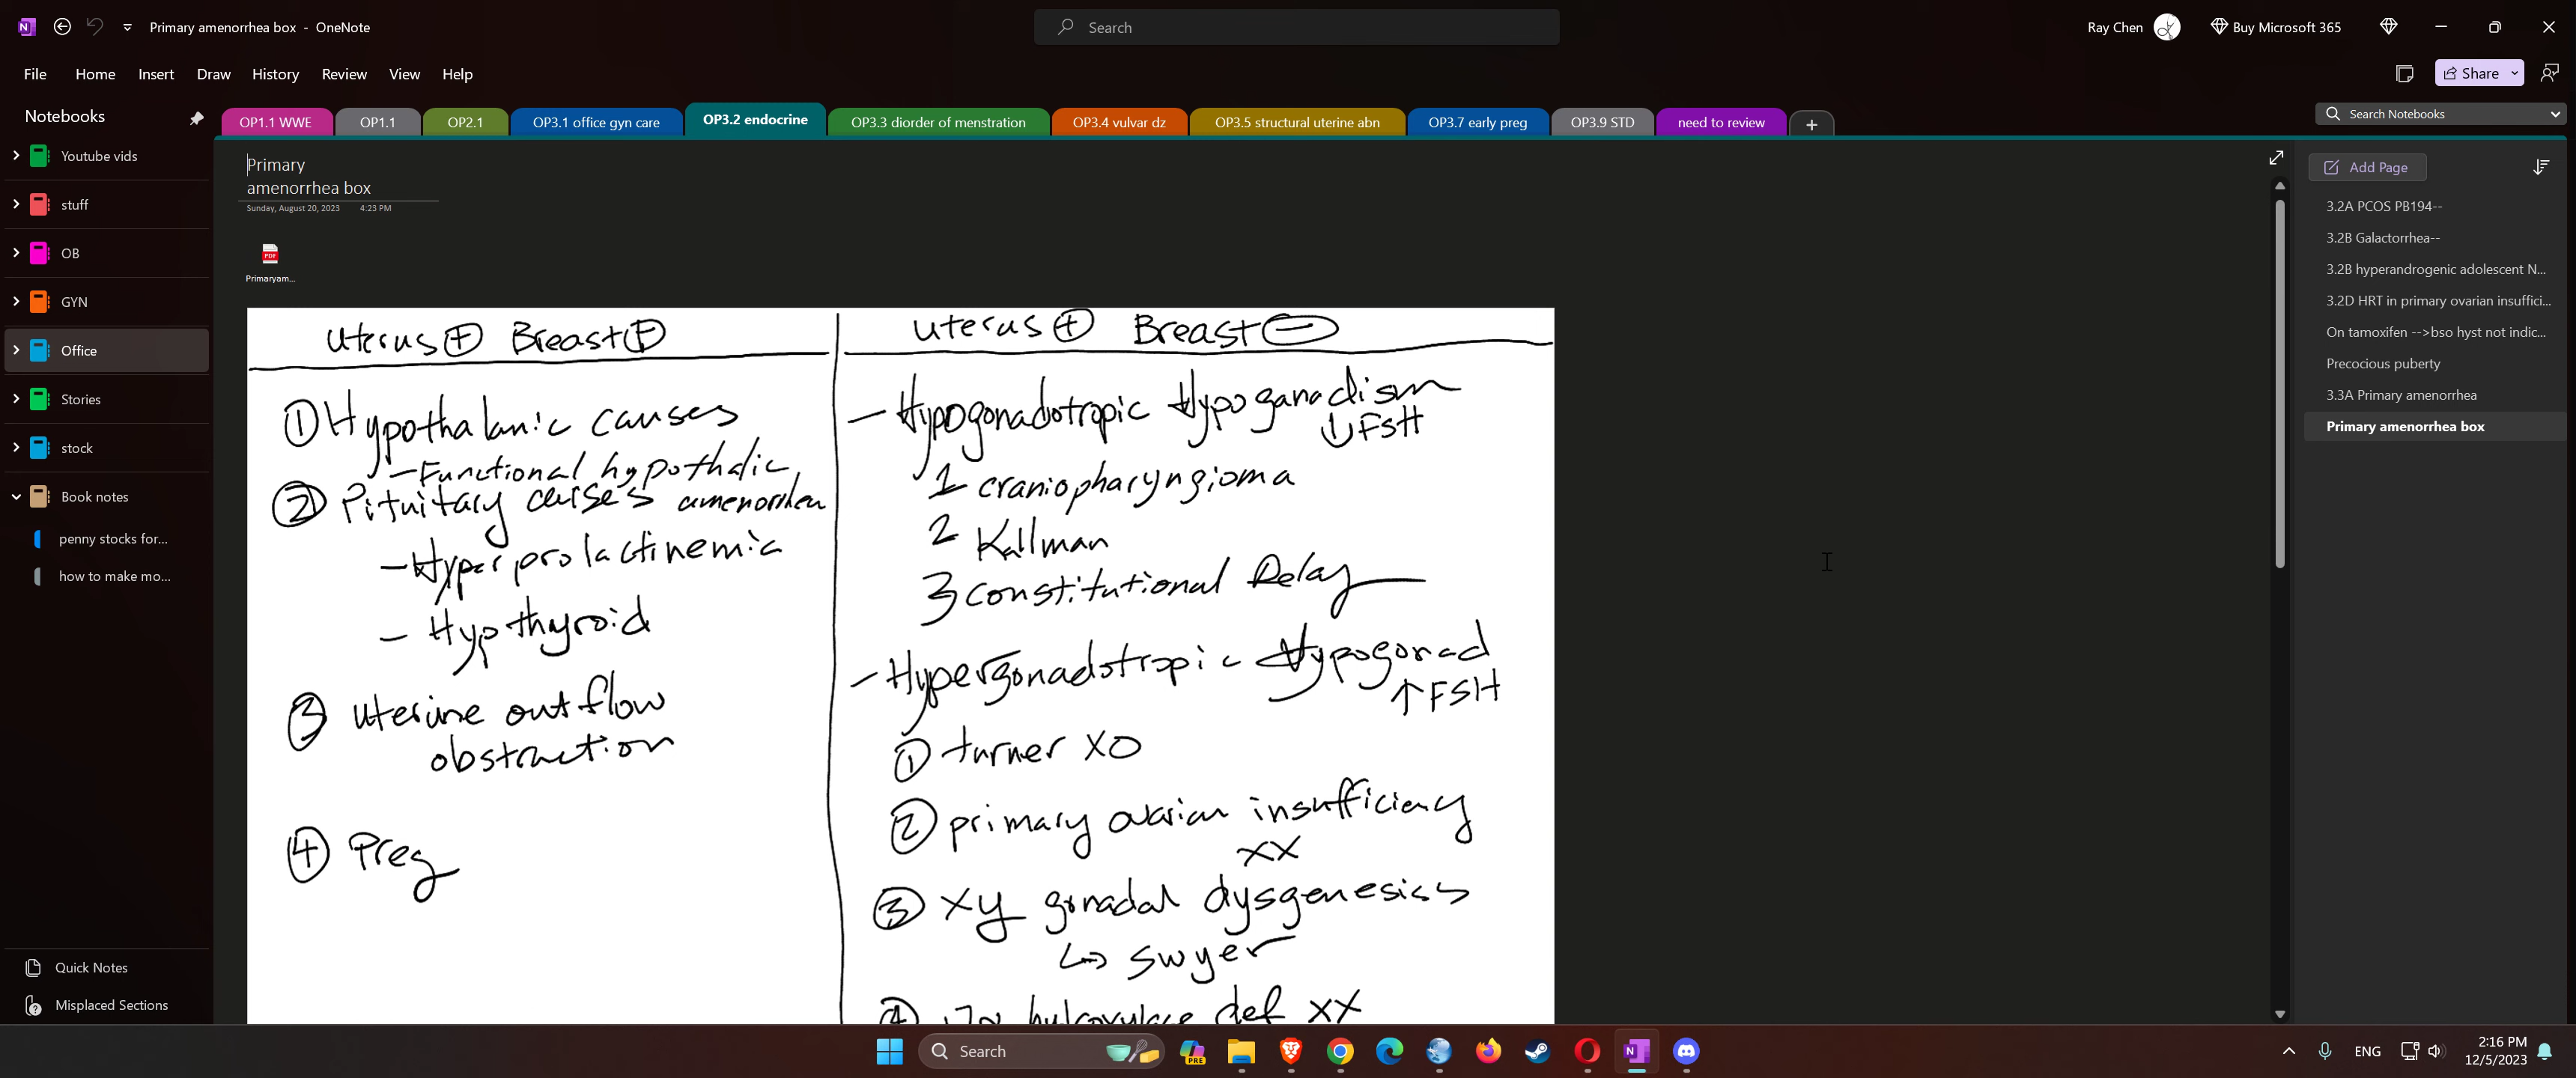 Primary amenorrhea box - OneNote
Search
Ray Chen
Buy Microsoft 365
File Home Insert Draw History Review View Help
Share
Notebooks
OP1.1 WWE
OP1.1
OP2.1
OP3.1 office gyn care
OP3.2 endocrine
OP3.3 diorder of menstration
OP3.4 vulvar dz
OP3.5 structural uterine abn
OP3.7 early preg
OP3.9 STD
need to review
+
Search Notebooks
Youtube vids
stuff
OB
GYN
Office
Stories
stock
Book notes
penny stocks for...
how to make mo...
Quick Notes
Misplaced Sections
Primary
amenorrhea box
Sunday, August 20, 2023 4:23 PM
PDF
Primaryam...
Uterus + Breast +
① Hypothalamic causes
- Functional hypothalic
② Pituitary causes amenorrhea
- Hyperprolactinemic
- Hypothyroid
③ Uterine outflow
obstruction
④ Preg
Uterus + Breast -
- Hypogonadotropic Hypoganadism
↓ FSH
1 craniopharyngioma
2 Kallman
3 constitutional Delay
- Hypergonadotropic Hypogonad
↑ FSH
① turner XO
② primary ovarian insufficiency
XX
③ xy gonadal dysgenesics
↳ swyer
④ def XX
Add Page
3.2A PCOS PB194--
3.2B Galactorrhea--
3.2B hyperandrogenic adolescent N...
3.2D HRT in primary ovarian insuffici...
On tamoxifen -->bso hyst not indic...
Precocious puberty
3.3A Primary amenorrhea
Primary amenorrhea box
Search
PRE
ENG
2:16 PM
12/5/2023